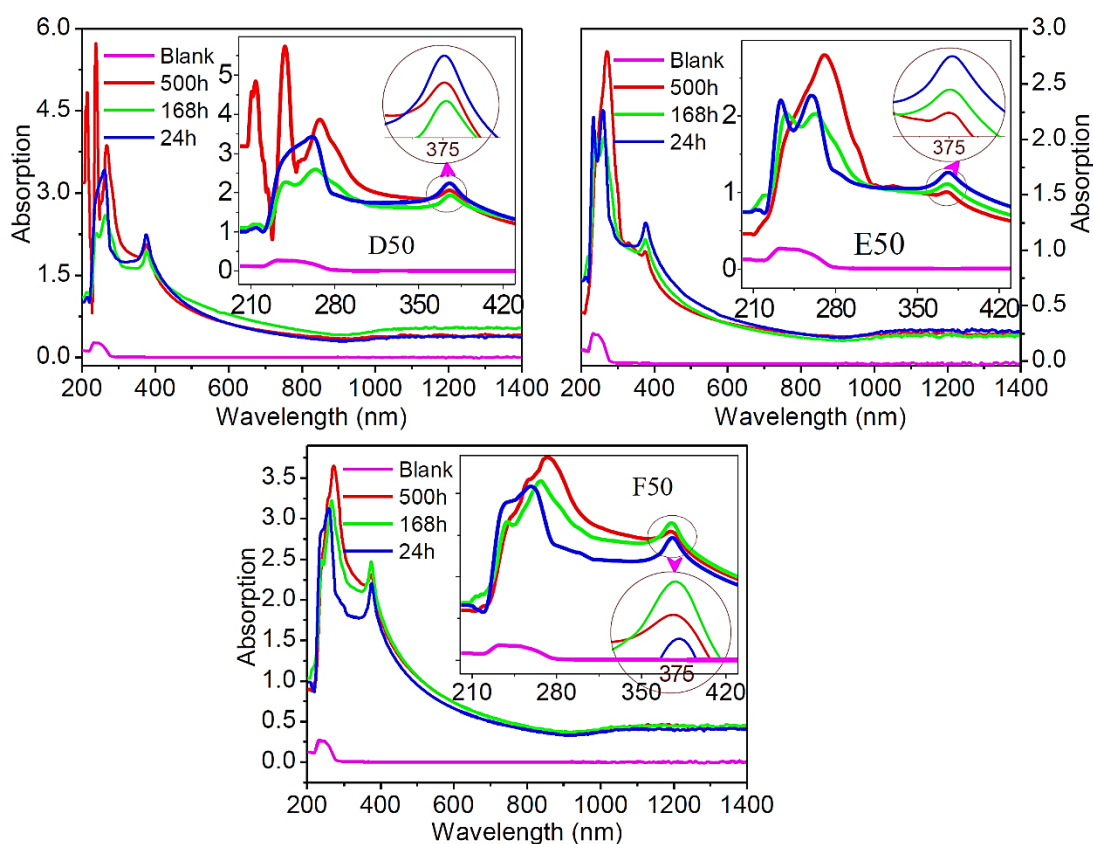 6.0
4.5
3.0
1.5
0.0
Absorption
Blank
500h
168h
24h
5
4
3
2
1
0
375
D50
210 280 350 420
200 400 600 800 1000 1200 1400
Wavelength (nm)
Blank
500h
168h
24h
2
1
0
375
E50
210 280 350 420
3.0
2.5
2.0
1.5
1.0
0.5
0.0
Absorption
200 400 600 800 1000 1200 1400
Wavelength (nm)
3.5
3.0
2.5
2.0
1.5
1.0
0.5
0.0
Absorption
Blank
500h
168h
24h
F50
375
210 280 350 420
200 400 600 800 1000 1200 1400
Wavelength (nm)